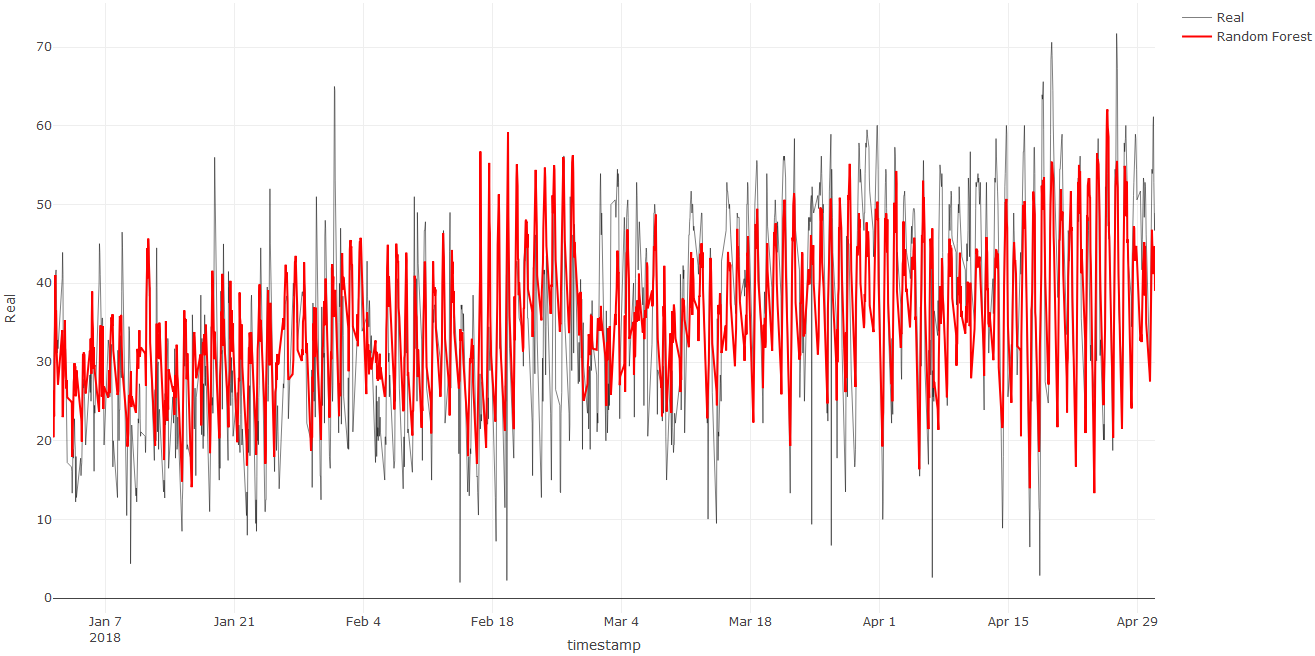 Real
Random Forest
70
60
50
40
30
20
10
0
Real
Jan 7
2018
Jan 21
Feb 4
Feb 18
Mar 4
Mar 18
Apr 1
Apr 15
Apr 29
timestamp